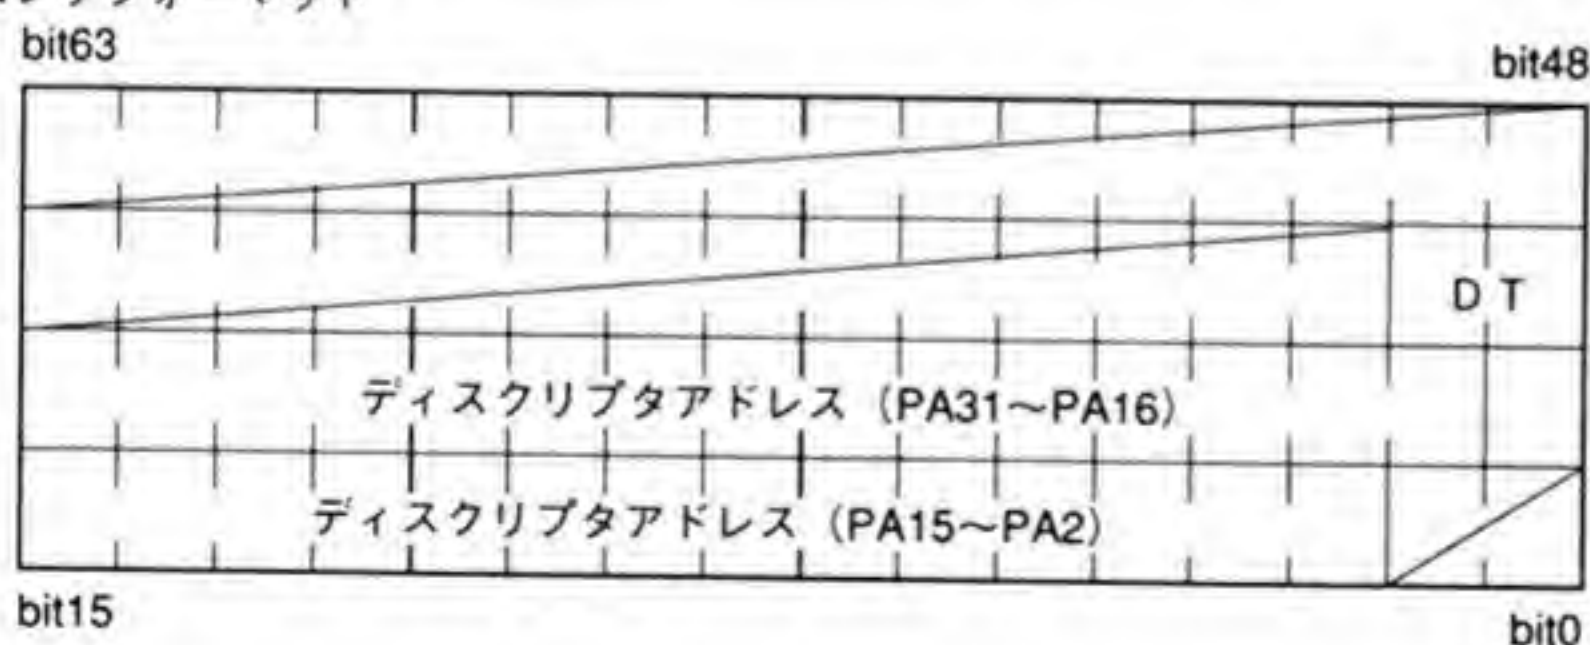 bit63
bit48
D T
ディスクリプタアドレス (PA31～PA16)
ディスクリプタアドレス (PA15～PA2)
bit15
bit0